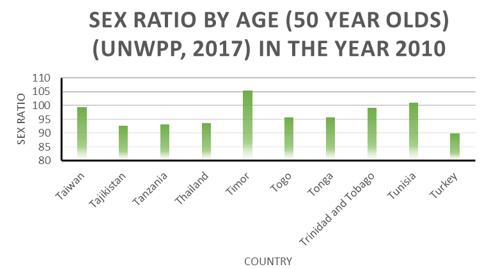 SEX RATIO BY AGE (50 YEAR OLDS)
(UNWPP, 2017) IN THE YEAR 2010
SEX RATIO
110
105
100
95
90
85
80
Taiwan
Tajikistan
Tanzania
Thailand
Timor
Togo
Tonga
Trinidad and Tobago
Tunisia
Turkey
COUNTRY